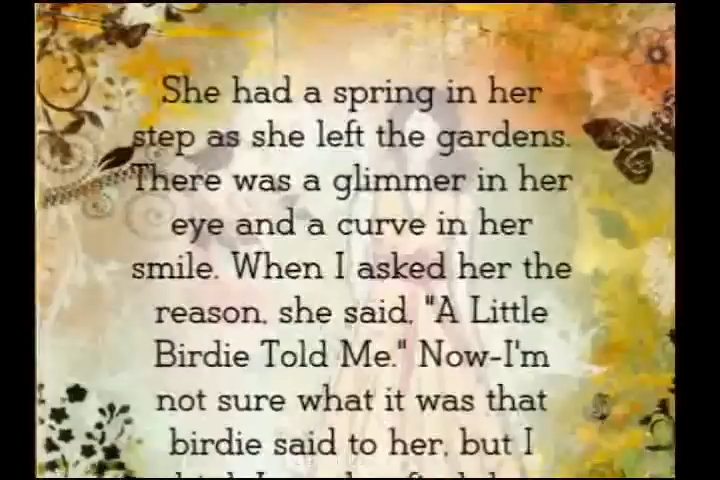 She had a spring in her
step as she left the gardens.
There was a glimmer in her
eye and a curve in her
smile. When I asked her the
reason, she said, "A Little
Birdie Told Me." Now-I'm
not sure what it was that
birdie said to her, but I